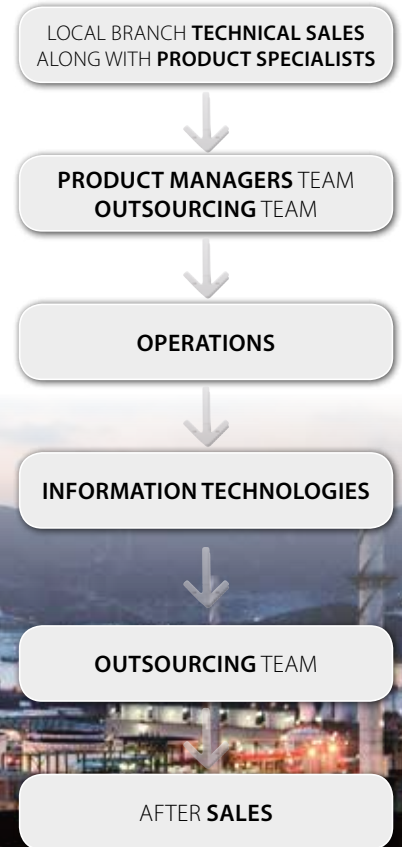 LOCAL BRANCH TECHNICAL SALES
ALONG WITH PRODUCT SPECIALISTS
PRODUCT MANAGERS TEAM
OUTSOURCING TEAM
OPERATIONS
INFORMATION TECHNOLOGIES
OUTSOURCING TEAM
AFTER SALES